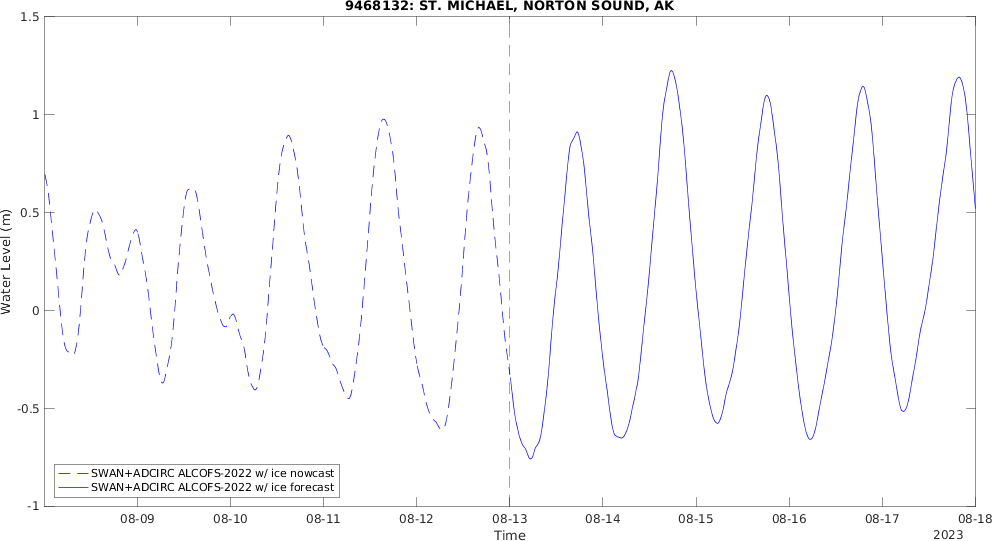 9468132: ST. MICHAEL, NORTON SOUND, AK
1.5
1
0.5
0
-0.5
-1
Water Level (m)
SWAN+ADCIRC ALCOFS-2022 w/ ice nowcast
SWAN+ADCIRC ALCOFS-2022 w/ ice forecast
08-09 08-10 08-11 08-12 08-13 08-14 08-15 08-16 08-17 08-18
Time
2023